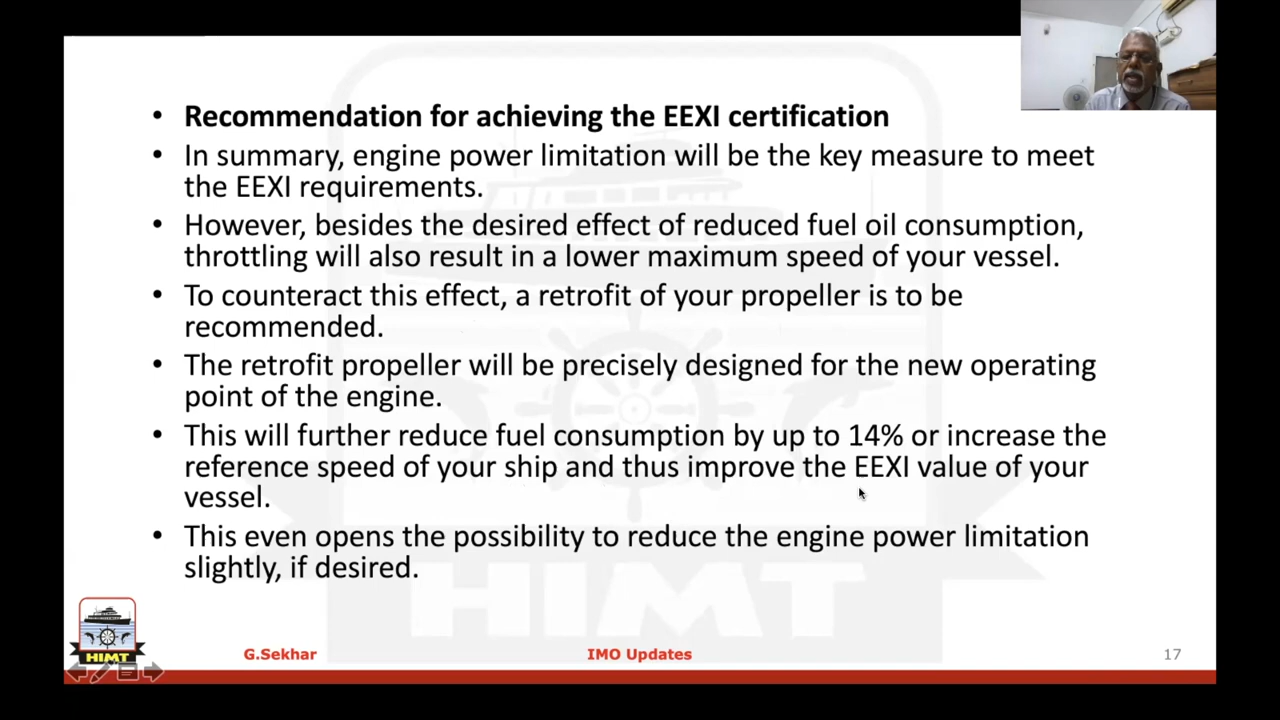 • Recommendation for achieving the EEXI certification
• In summary, engine power limitation will be the key measure to meet
the EEXI requirements.
• However, besides the desired effect of reduced fuel oil consumption,
throttling will also result in a lower maximum speed of your vessel.
• To counteract this effect, a retrofit of your propeller is to be
recommended.
• The retrofit propeller will be precisely designed for the new operating
point of the engine.
• This will further reduce fuel consumption by up to 14% or increase the
reference speed of your ship and thus improve the EEXI value of your
vessel.
• This even opens the possibility to reduce the engine power limitation
slightly, if desired.
HIMT
HIMT
G.Sekhar
IMO Updates
17